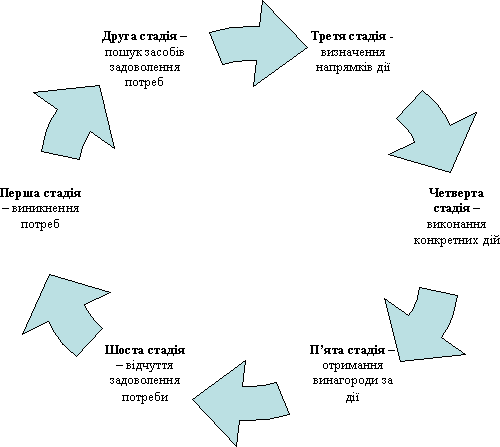 Друга стадія –
пошук засобів
задоволення
потреб
Третя стадія -
визначення
напрямків дії
Четверта
стадія –
виконання
конкретних дій
П’ята стадія –
отримання
винагороди за
дії
Шоста стадія
– відчуття
задоволення
потреби
Перша стадія
– виникнення
потреб